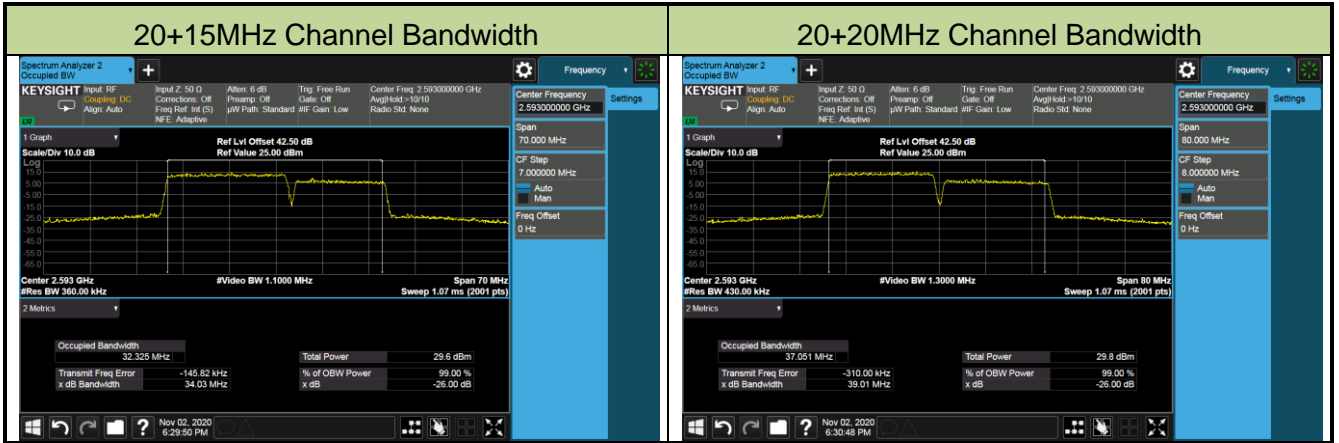 20+15MHz Channel Bandwidth
Spectrum Analyzer 2
Occupied BW
Frequency
KEYSIGHT
Input: RF
Coupling: DC
Align: Auto
Input Z: 50 Ω
Corrections: Off
Freq Ref: Int (S)
NFE: Adaptive
Atten: 6 dB
Preamp: Off
µW Path: Standard
Trig: Free Run
Gate: Off
#IF Gain: Low
Center Freq: 2.593000000 GHz
Avg|Hold:>10/10
Radio Std: None
Center Frequency
2.593000000 GHz
Settings
Span
70.000 MHz
CF Step
7.000000 MHz
Auto
Man
Freq Offset
0 Hz
1 Graph
Scale/Div 10.0 dB
Ref Lvl Offset 42.50 dB
Ref Value 25.00 dBm
Log
15.0
5.00
-5.00
-15.0
-25.0
-35.0
-45.0
-55.0
-65.0
Center 2.593 GHz
#Res BW 360.00 kHz
#Video BW 1.1000 MHz
Span 70 MHz
Sweep 1.07 ms (2001 pts)
2 Metrics
Occupied Bandwidth
32.325 MHz
Total Power 29.6 dBm
Transmit Freq Error -145.82 kHz
% of OBW Power 99.00 %
x dB Bandwidth 34.03 MHz
x dB -26.00 dB
Nov 02, 2020
6:29:50 PM
20+20MHz Channel Bandwidth
Spectrum Analyzer 2
Occupied BW
Frequency
KEYSIGHT
Input: RF
Coupling: DC
Align: Auto
Input Z: 50 Ω
Corrections: Off
Freq Ref: Int (S)
NFE: Adaptive
Atten: 6 dB
Preamp: Off
µW Path: Standard
Trig: Free Run
Gate: Off
#IF Gain: Low
Center Freq: 2.593000000 GHz
Avg|Hold:>10/10
Radio Std: None
Center Frequency
2.593000000 GHz
Settings
Span
80.000 MHz
CF Step
8.000000 MHz
Auto
Man
Freq Offset
0 Hz
1 Graph
Scale/Div 10.0 dB
Ref Lvl Offset 42.50 dB
Ref Value 25.00 dBm
Log
15.0
5.00
-5.00
-15.0
-25.0
-35.0
-45.0
-55.0
-65.0
Center 2.593 GHz
#Res BW 430.00 kHz
#Video BW 1.3000 MHz
Span 80 MHz
Sweep 1.07 ms (2001 pts)
2 Metrics
Occupied Bandwidth
37.051 MHz
Total Power 29.8 dBm
Transmit Freq Error -310.00 kHz
% of OBW Power 99.00 %
x dB Bandwidth 39.01 MHz
x dB -26.00 dB
Nov 02, 2020
6:30:48 PM